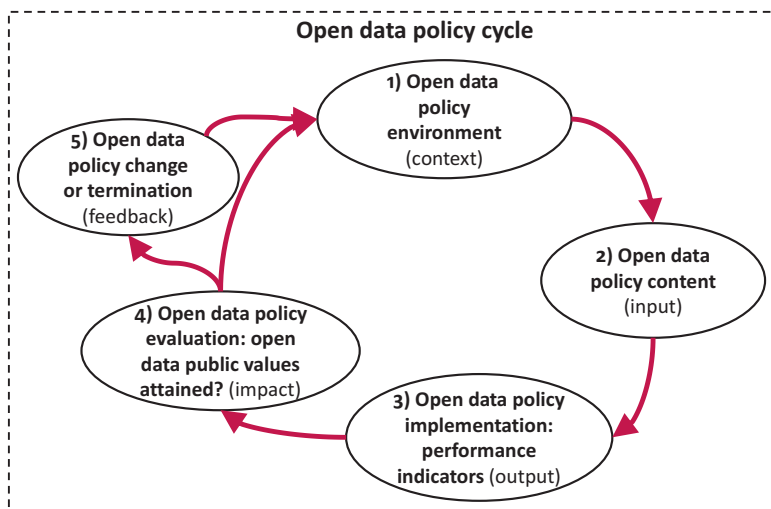 Open data policy cycle
1) Open data
policy
environment
(context)
2) Open data
policy content
(input)
3) Open data policy
implementation:
performance
indicators (output)
4) Open data policy
evaluation: open
data public values
attained? (impact)
5) Open data
policy change
or termination
(feedback)